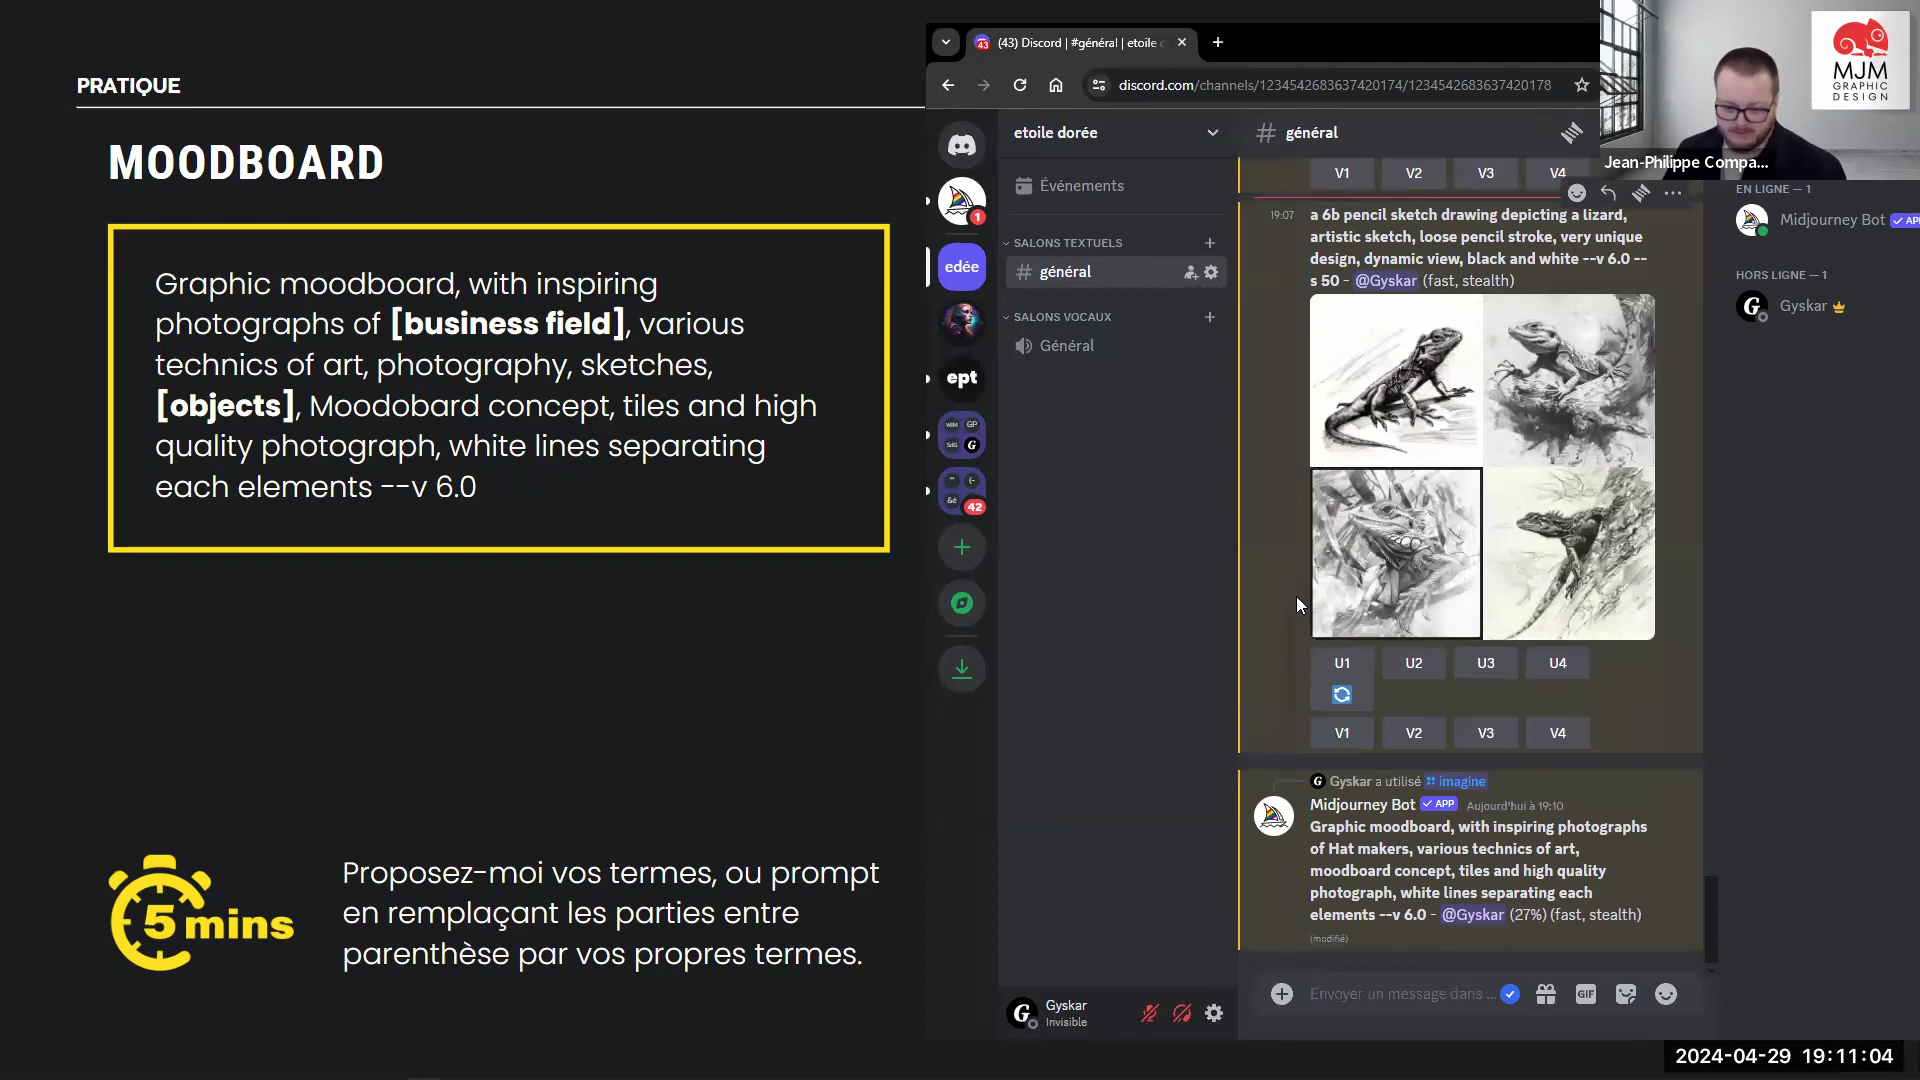 PRATIQUE
MOODBOARD
Graphic moodboard, with inspiring
photographs of [business field], various
technics of art, photography, sketches,
[objects], Moodobard concept, tiles and high
quality photograph, white lines separating
each elements --v 6.0
5 mins
Proposez-moi vos termes, ou prompt
en remplaçant les parties entre
parenthèse par vos propres termes.
(43) Discord | #général | etoile
discord.com/channels/1234542683637420174/1234542683637420178
1
edée
ept
WIM GP
SdG G
&é
42
etoile dorée
Événements
SALONS TEXTUELS
général
SALONS VOCAUX
Général
Gyskar
Invisible
# général
V1 V2 V3 V4
19:07
a 6b pencil sketch drawing depicting a lizard,
artistic sketch, loose pencil stroke, very unique
design, dynamic view, black and white --v 6.0 --
s 50 - @Gyskar (fast, stealth)
U1 U2 U3 U4
V1 V2 V3 V4
Gyskar a utilisé imagine
Midjourney Bot APP Aujourd'hui à 19:10
Graphic moodboard, with inspiring photographs
of Hat makers, various technics of art,
moodboard concept, tiles and high quality
photograph, white lines separating each
elements --v 6.0 - @Gyskar (27%) (fast, stealth)
(modifié)
Envoyer un message dans ...
GIF
MJM
GRAPHIC
DESIGN
Jean-Philippe Compa...
EN LIGNE — 1
Midjourney Bot APP
HORS LIGNE — 1
Gyskar
2024-04-29 19:11:04